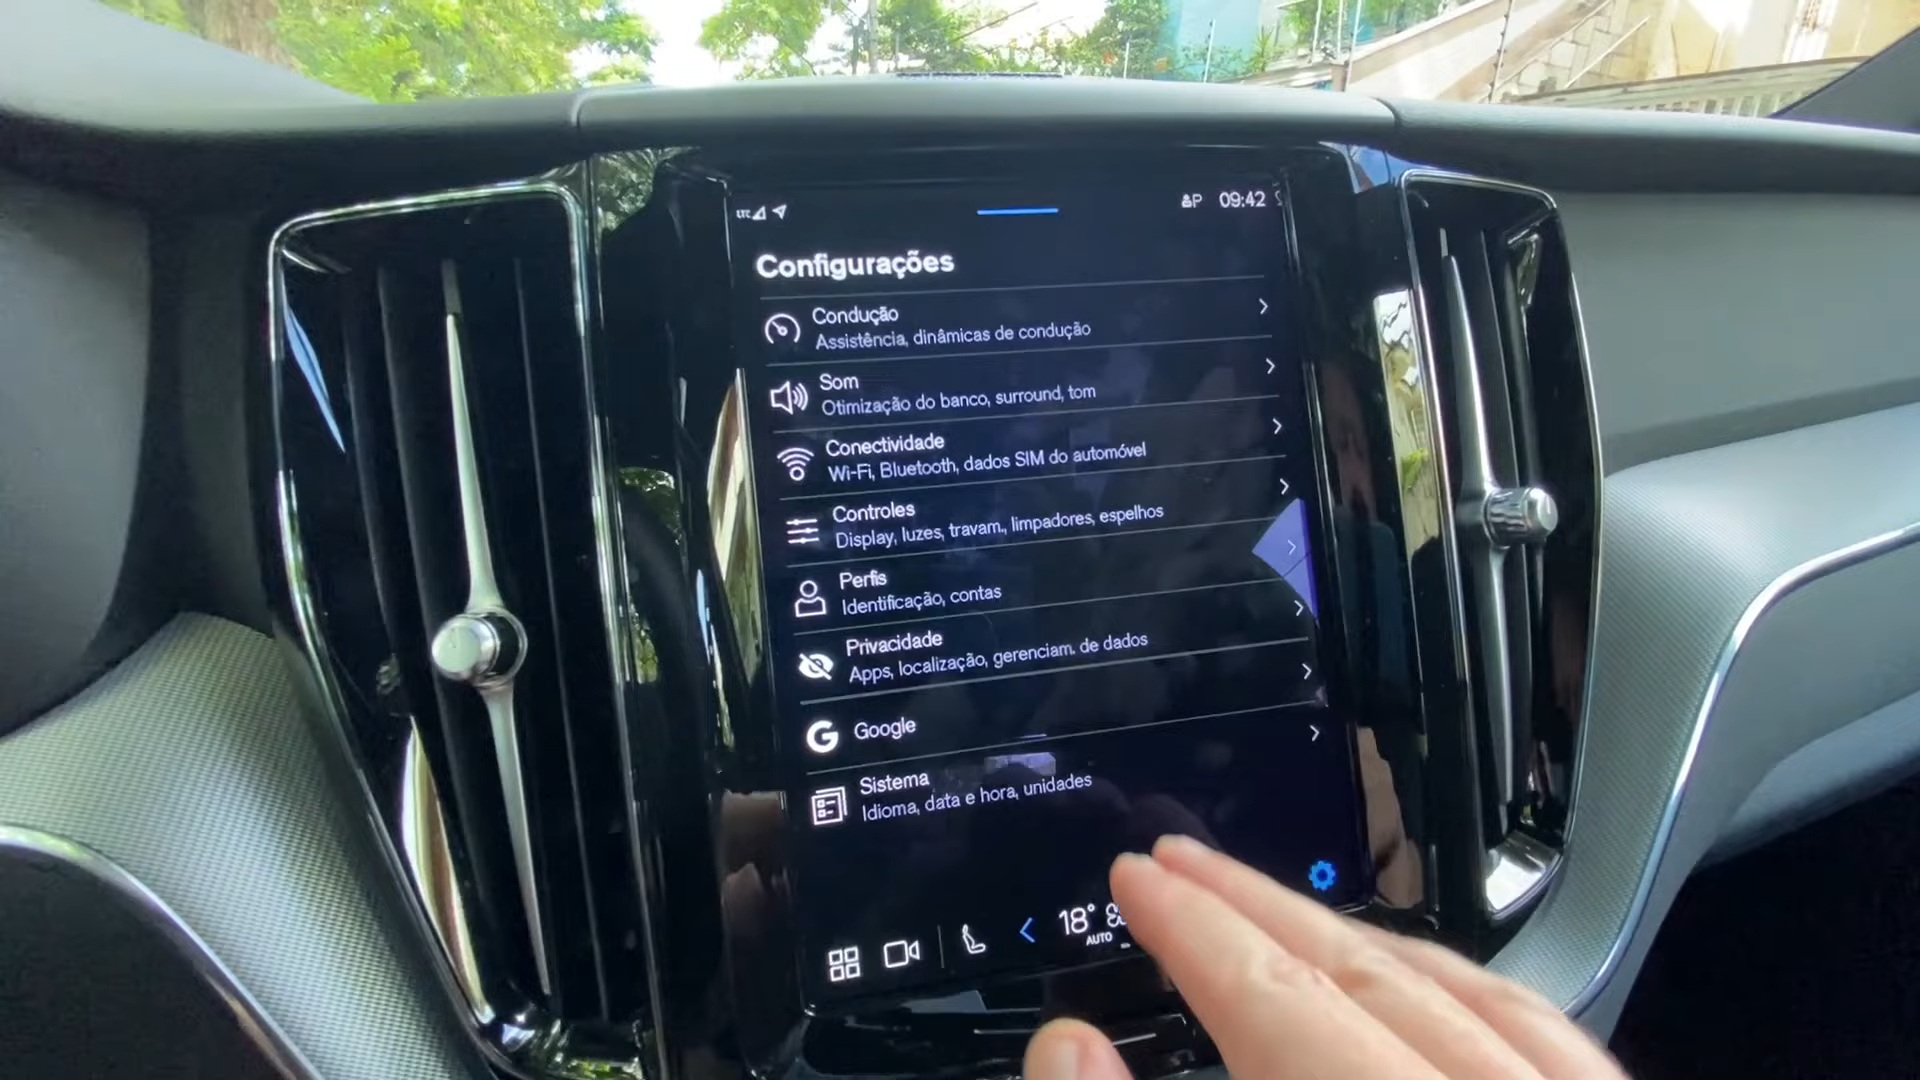 LTE
P 09:42
Configurações
Condução
Assistência, dinâmicas de condução
Som
Otimização do banco, surround, tom
Conectividade
Wi-Fi, Bluetooth, dados SIM do automóvel
Controles
Display, luzes, travam., limpadores, espelhos
Perfis
Identificação, contas
Privacidade
Apps, localização, gerenciam. de dados
G Google
Sistema
Idioma, data e hora, unidades
18°
AUTO